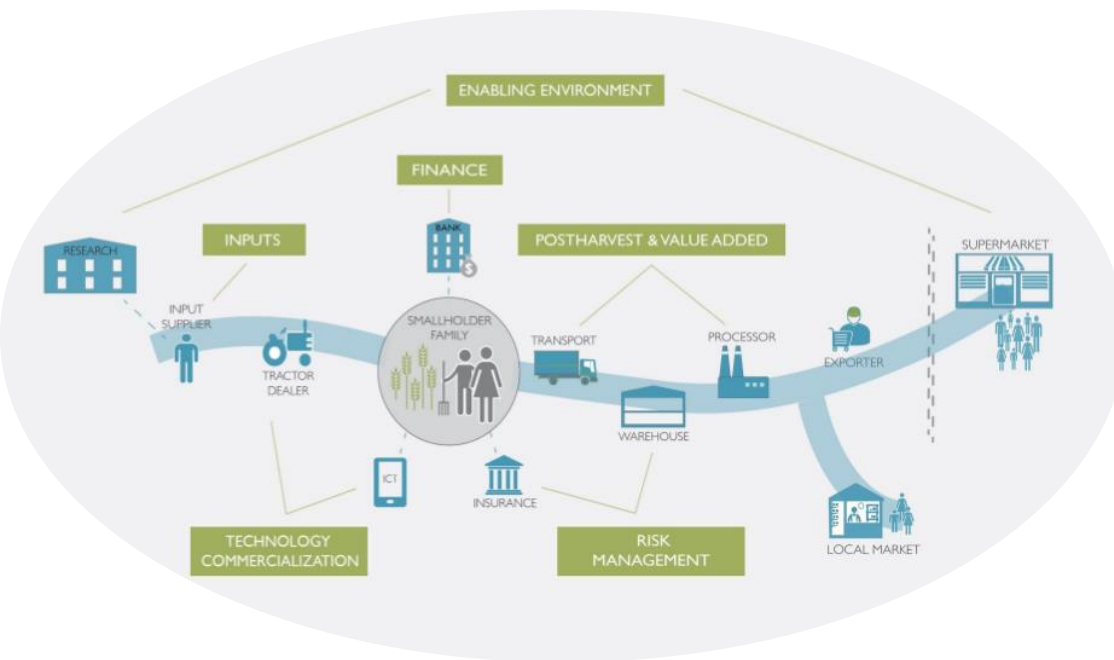 ENABLING ENVIRONMENT
FINANCE
INPUTS
BANK
$
POSTHARVEST & VALUE ADDED
RESEARCH
SUPERMARKET
INPUT
SUPPLIER
SMALLHOLDER
FAMILY
TRANSPORT
PROCESSOR
TRACTOR
DEALER
EXPORTER
WAREHOUSE
ICT
INSURANCE
TECHNOLOGY
COMMERCIALIZATION
RISK
MANAGEMENT
LOCAL MARKET